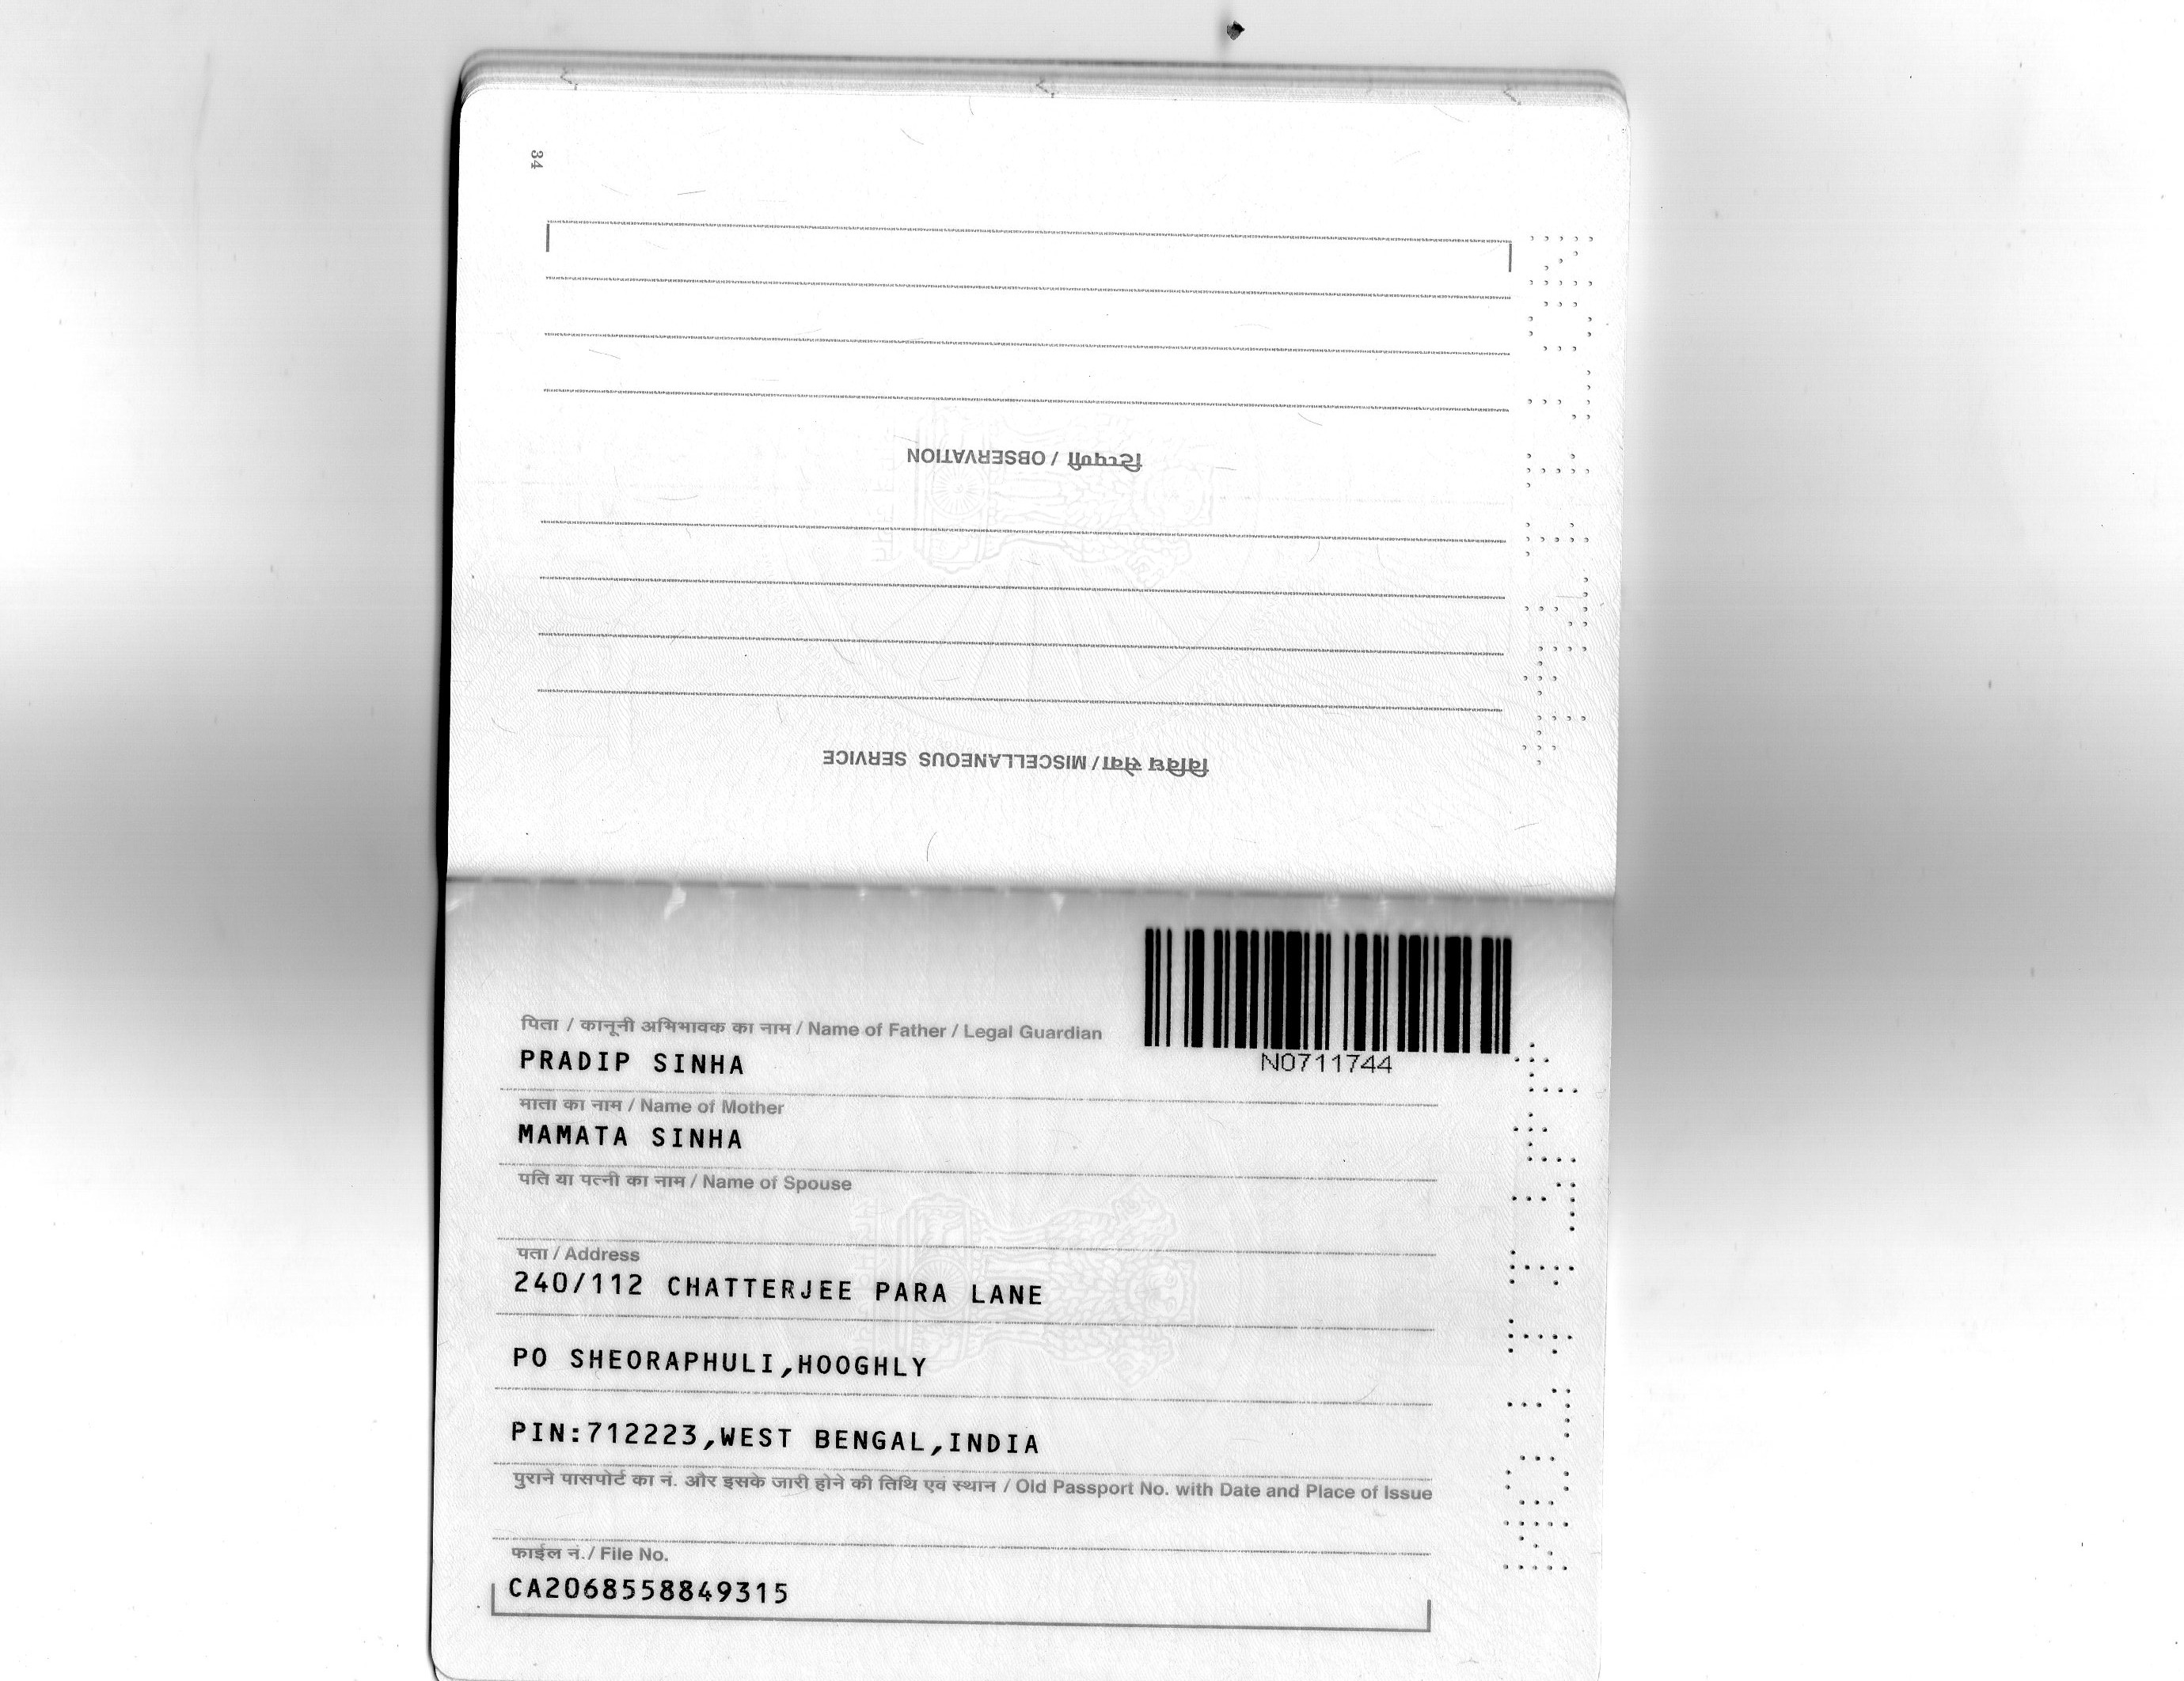 34
टिप्पणी / OBSERVATION
विविध सेवा / MISCELLANEOUS SERVICE
N0711744
पिता / कानूनी अभिभावक का नाम / Name of Father / Legal Guardian
PRADIP SINHA
माता का नाम / Name of Mother
MAMATA SINHA
पति या पत्नी का नाम / Name of Spouse
पता / Address
240/112 CHATTERJEE PARA LANE
PO SHEORAPHULI,HOOGHLY
PIN:712223,WEST BENGAL,INDIA
पुराने पासपोर्ट का नं. और इसके जारी होने की तिथि एवं स्थान / Old Passport No. with Date and Place of Issue
फाईल नं./ File No.
CA2068558849315